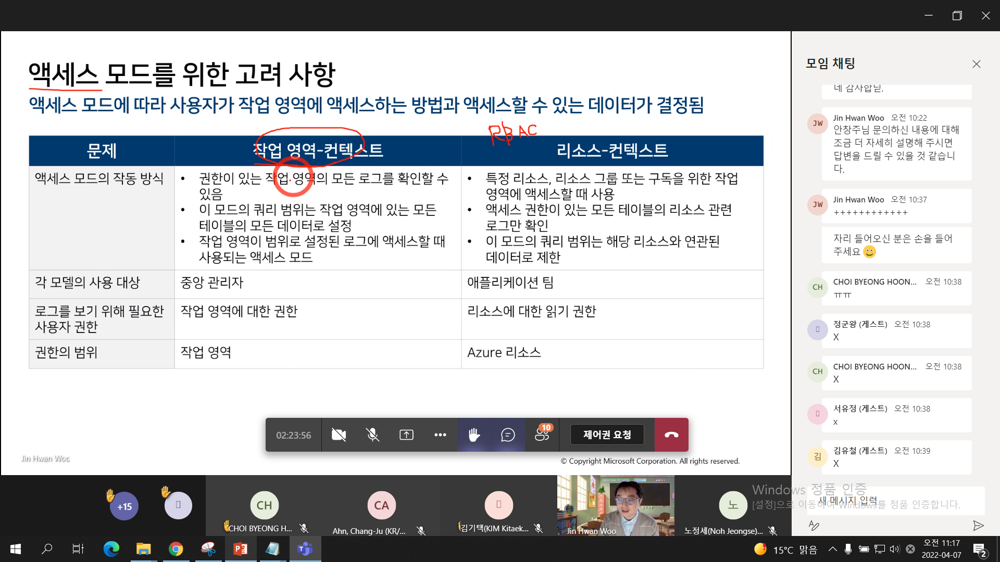 액세스 모드를 위한 고려 사항
액세스 모드에 따라 사용자가 작업 영역에 액세스하는 방법과 액세스할 수 있는 데이터가 결정됨
RBAC
문제
작업 영역-컨텍스트
리소스-컨텍스트
액세스 모드의 작동 방식
• 권한이 있는 작업 영역의 모든 로그를 확인할 수
있음
• 이 모드의 쿼리 범위는 작업 영역에 있는 모든
테이블의 모든 데이터로 설정
• 작업 영역이 범위로 설정된 로그에 액세스할 때
사용되는 액세스 모드
• 특정 리소스, 리소스 그룹 또는 구독을 위한 작업
영역에 액세스할 때 사용
• 액세스 권한이 있는 모든 테이블의 리소스 관련
로그만 확인
• 이 모드의 쿼리 범위는 해당 리소스와 연관된
데이터로 제한
각 모델의 사용 대상
중앙 관리자
애플리케이션 팀
로그를 보기 위해 필요한
사용자 권한
작업 영역에 대한 권한
리소스에 대한 읽기 권한
권한의 범위
작업 영역
Azure 리소스
02:23:56
10
제어권 요청
Jin Hwan Woo
© Copyright Microsoft Corporation. All rights reserved.
+15
CH
CHOI BYEONG H...
CA
Ahn, Chang-Ju (KR/...
김기택(KIM Kitaek...
Jin Hwan Woo
노
노정세(Noh Jeongse)...
모임 채팅
네 감사합닏.
JW
Jin Hwan Woo 오전 10:22
안창주님 문의하신 내용에 대해
조금 더 자세히 설명해 주시면
답변을 드릴 수 있을 것 같습니
다.
JW
Jin Hwan Woo 오전 10:37
++++++++++++
자리 들어오신 분은 손을 들어
주세요
CH
CHOI BYEONG HOON... 오전 10:38
ㅠㅠ
정군왕 (게스트) 오전 10:38
X
CH
CHOI BYEONG HOON... 오전 10:38
X
서유정 (게스트) 오전 10:38
x
김
김유철 (게스트) 오전 10:39
X
Windows 정품 인증
[설정]으로 이동하여 Windows를 정품 인증합니다.
새 메시지 입력
15°C 맑음
오전 11:17
2022-04-07
2